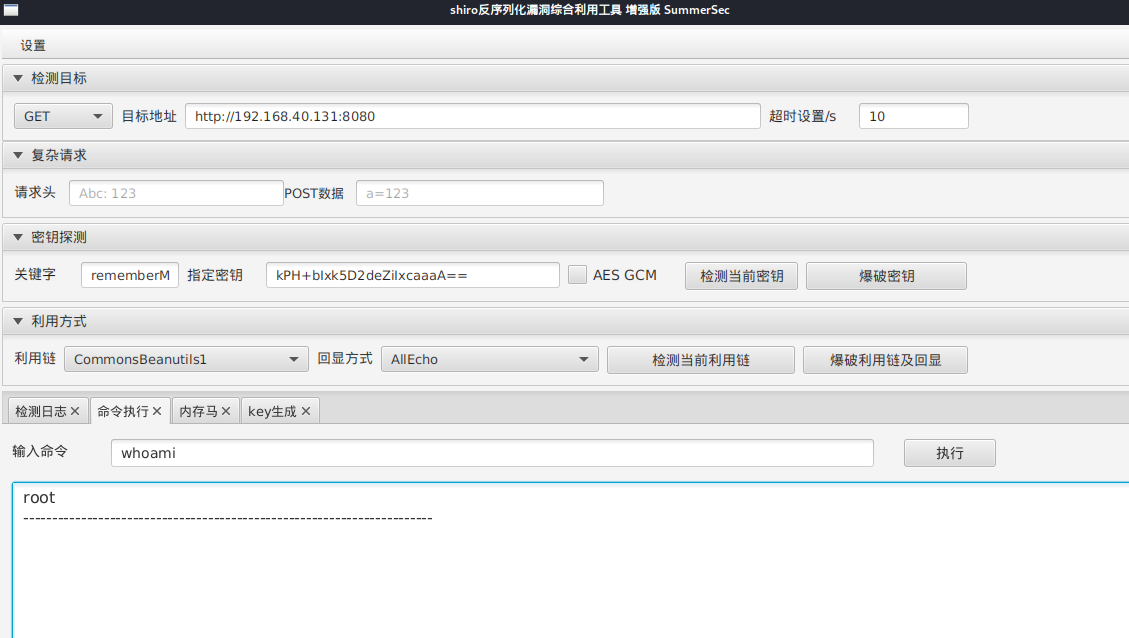 shiro反序列化漏洞综合利用工具 增强版 SummerSec
设置
检测目标
GET 目标地址 http://192.168.40.131:8080 超时设置/s 10
复杂请求
请求头 Abc: 123 POST数据 a=123
密钥探测
关键字 rememberM 指定密钥 kPH+bIxk5D2deZiIxcaaaA== AES GCM 检测当前密钥 爆破密钥
利用方式
利用链 CommonsBeanutils1 回显方式 AllEcho 检测当前利用链 爆破利用链及回显
检测日志 ✕ 命令执行 ✕ 内存马 ✕ key生成 ✕
输入命令 whoami 执行
root
----------------------------------------------------------------------